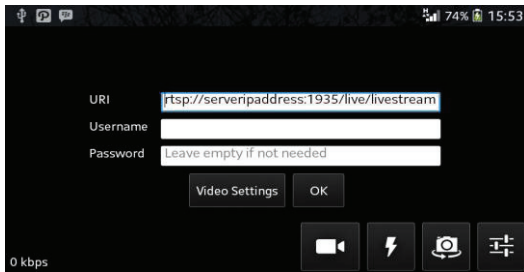 74% 15:53
URI rtsp://serveripaddress:1935/live/livestream
Username
Password Leave empty if not needed
Video Settings OK
0 kbps